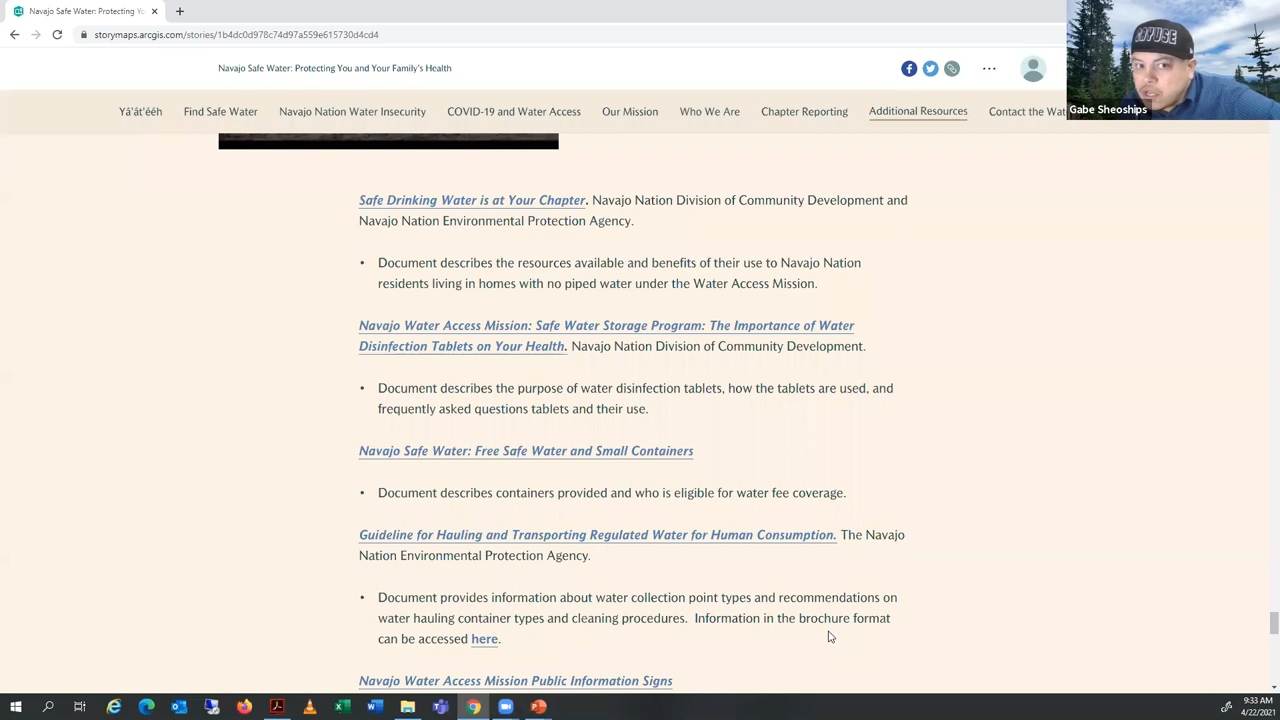 Navajo Safe Water: Protecting Yo
storymaps.arcgis.com/stories/1b4dc0d978c74d97a559e615730d4cd4
CAYUSE
Gabe Sheoships
Navajo Safe Water: Protecting You and Your Family's Health
Yá'át'ééh Find Safe Water Navajo Nation Water Insecurity COVID-19 and Water Access Our Mission Who We Are Chapter Reporting Additional Resources Contact the Wat
Safe Drinking Water is at Your Chapter. Navajo Nation Division of Community Development and
Navajo Nation Environmental Protection Agency.
• Document describes the resources available and benefits of their use to Navajo Nation
residents living in homes with no piped water under the Water Access Mission.
Navajo Water Access Mission: Safe Water Storage Program: The Importance of Water
Disinfection Tablets on Your Health. Navajo Nation Division of Community Development.
• Document describes the purpose of water disinfection tablets, how the tablets are used, and
frequently asked questions tablets and their use.
Navajo Safe Water: Free Safe Water and Small Containers
• Document describes containers provided and who is eligible for water fee coverage.
Guideline for Hauling and Transporting Regulated Water for Human Consumption. The Navajo
Nation Environmental Protection Agency.
• Document provides information about water collection point types and recommendations on
water hauling container types and cleaning procedures.  Information in the brochure format
can be accessed here.
Navajo Water Access Mission Public Information Signs
9:33 AM
4/22/2021